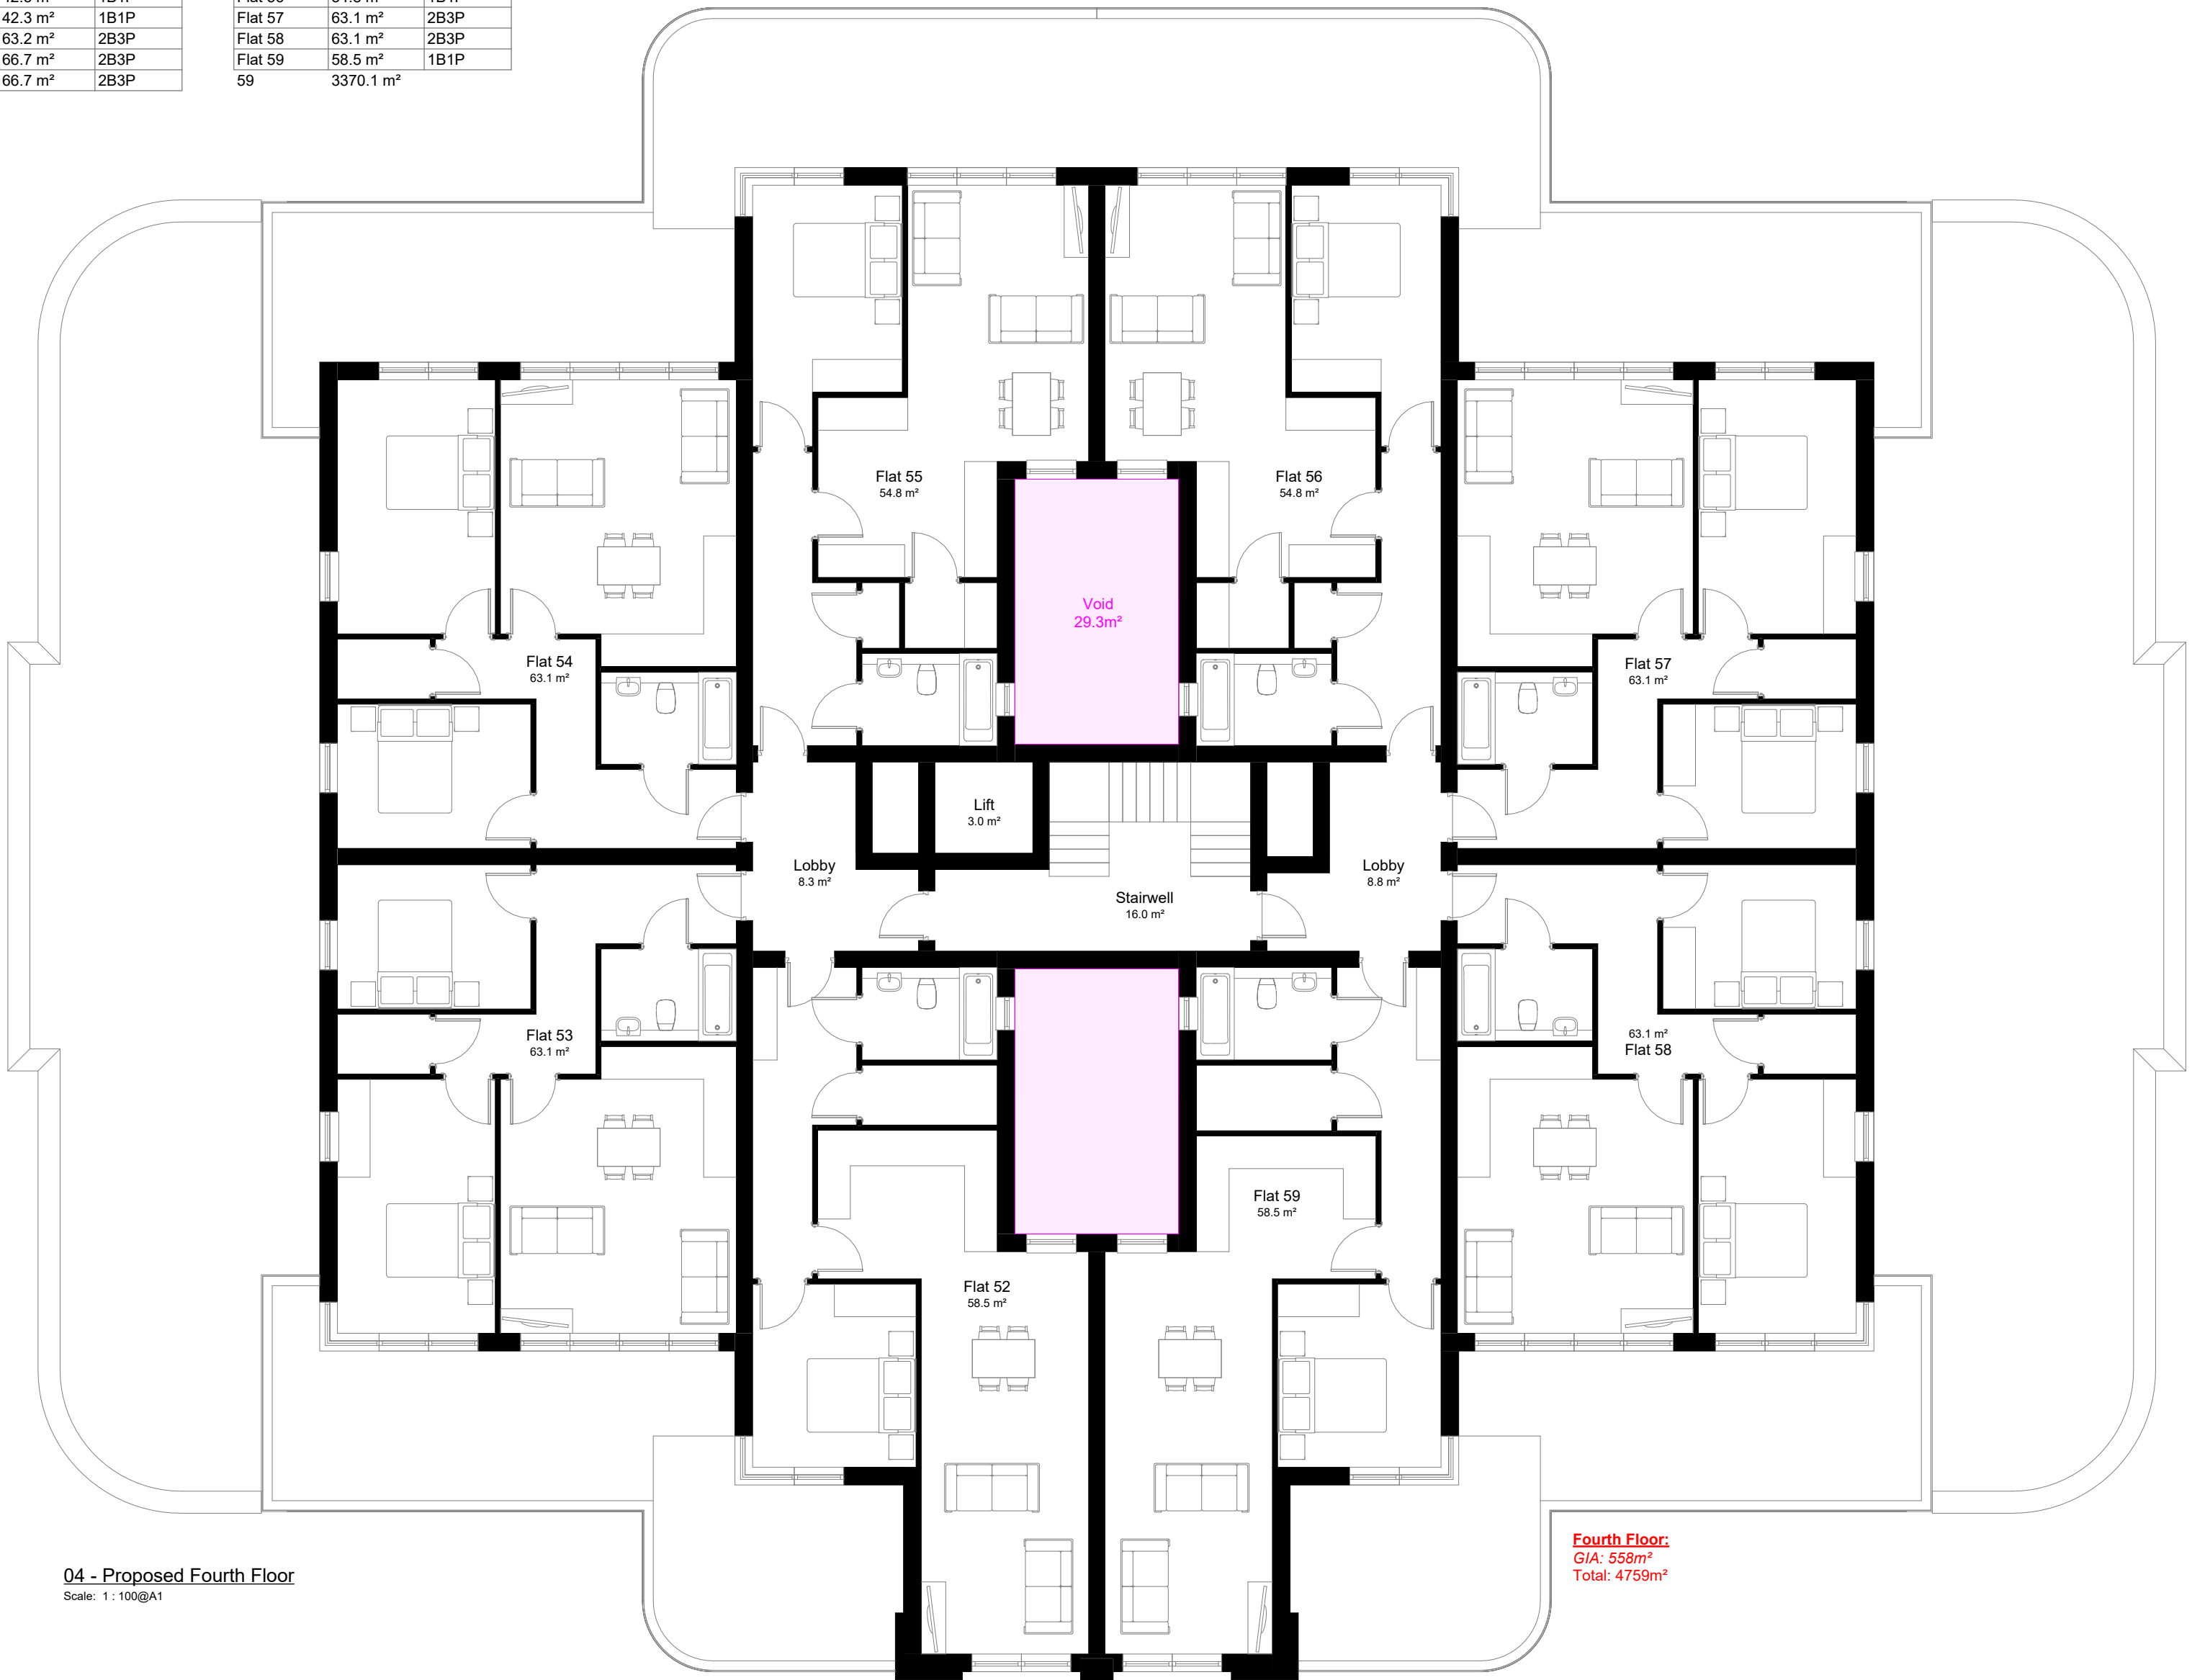 42.3 m² 1B1P
63.2 m² 2B3P
66.7 m² 2B3P
66.7 m² 2B3P
Flat 57 63.1 m² 2B3P
Flat 58 63.1 m² 2B3P
Flat 59 58.5 m² 1B1P
59 3370.1 m²
Flat 55
54.8 m²
Flat 56
54.8 m²
Void
29.3m²
Flat 54
63.1 m²
Flat 57
63.1 m²
Lift
3.0 m²
Lobby
8.3 m²
Lobby
8.8 m²
Stairwell
16.0 m²
Flat 53
63.1 m²
63.1 m²
Flat 58
Flat 59
58.5 m²
Flat 52
58.5 m²
Fourth Floor:
GIA: 558m²
Total: 4759m²
04 - Proposed Fourth Floor
Scale: 1 : 100@A1